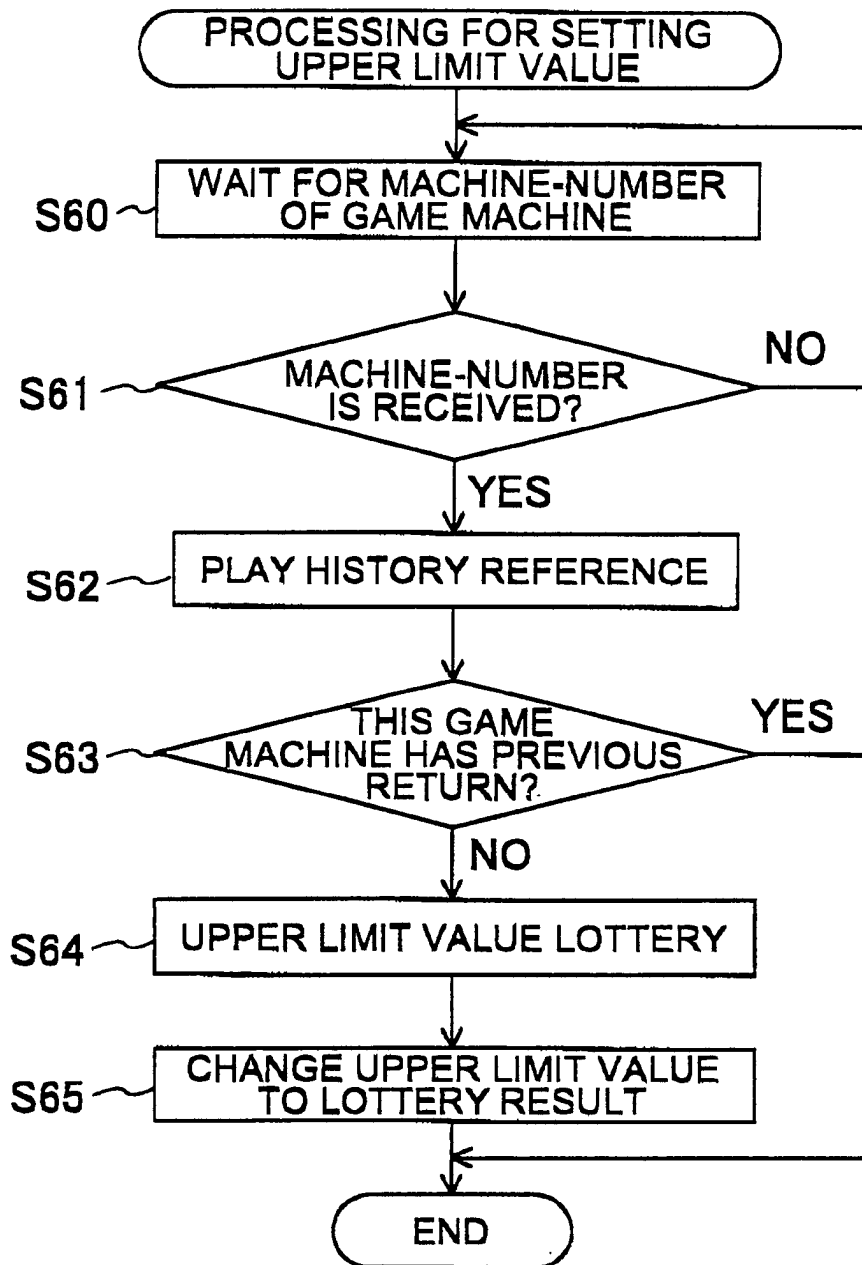 PROCESSING FOR SETTING
UPPER LIMIT VALUE
S60
WAIT FOR MACHINE-NUMBER
OF GAME MACHINE
S61
MACHINE-NUMBER
IS RECEIVED?
NO
YES
S62
PLAY HISTORY REFERENCE
S63
THIS GAME
MACHINE HAS PREVIOUS
RETURN?
YES
NO
S64
UPPER LIMIT VALUE LOTTERY
S65
CHANGE UPPER LIMIT VALUE
TO LOTTERY RESULT
END